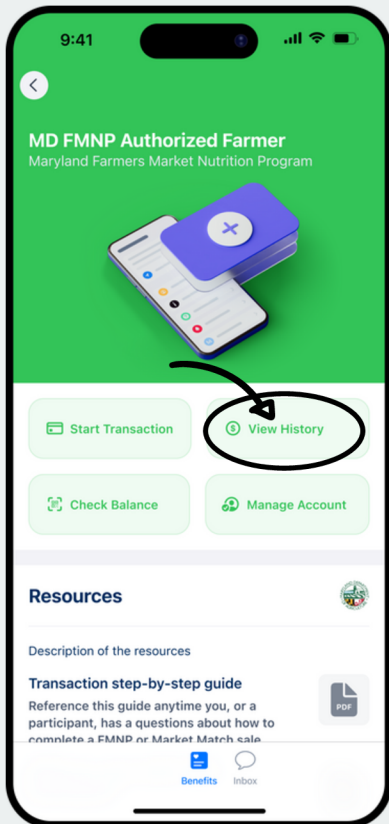 9:41
MD FMNP Authorized Farmer
Maryland Farmers Market Nutrition Program
Start Transaction
View History
Check Balance
Manage Account
Resources
Description of the resources
Transaction step-by-step guide
Reference this guide anytime you, or a
participant, has a questions about how to
complete a FMNP or Market Match sale
PDF
Benefits
Inbox